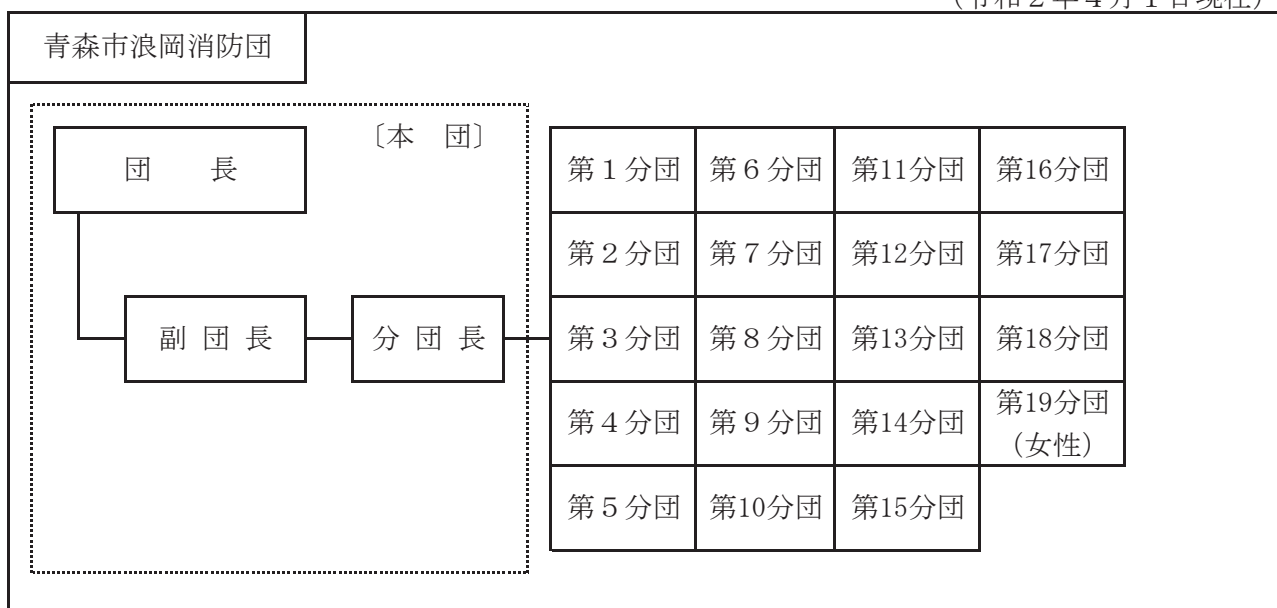 （令和２年４月１日現在）
青森市浪岡消防団
〔本　団〕
団　　長
副 団 長
分 団 長
第１分団 第６分団 第11分団 第16分団
第２分団 第７分団 第12分団 第17分団
第３分団 第８分団 第13分団 第18分団
第４分団 第９分団 第14分団 第19分団
（女性）
第５分団 第10分団 第15分団